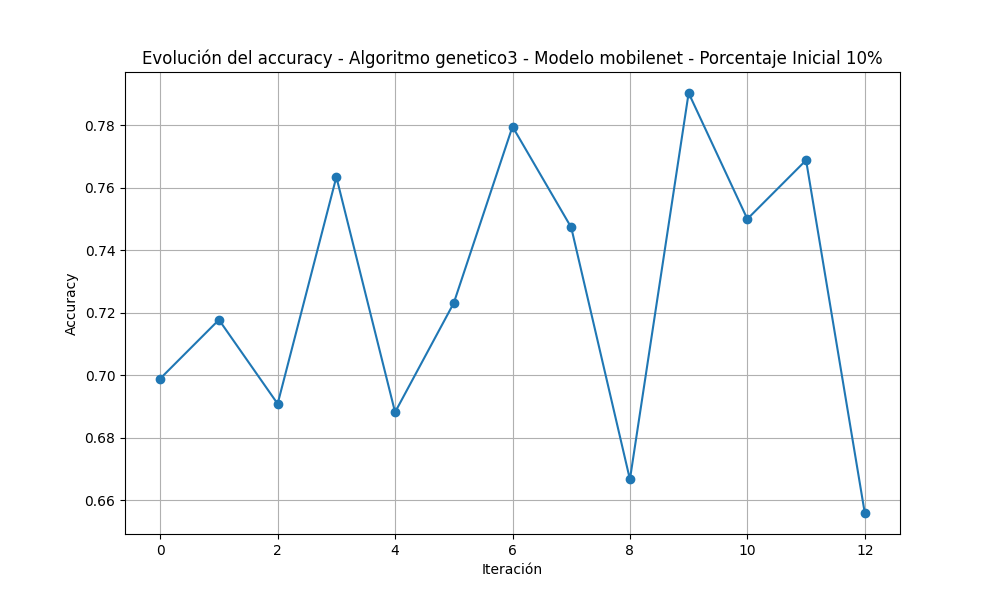 Evolución del accuracy - Algoritmo genetico3 - Modelo mobilenet - Porcentaje Inicial 10%
Accuracy
0.78
0.76
0.74
0.72
0.70
0.68
0.66
0 2 4 6 8 10 12
Iteración